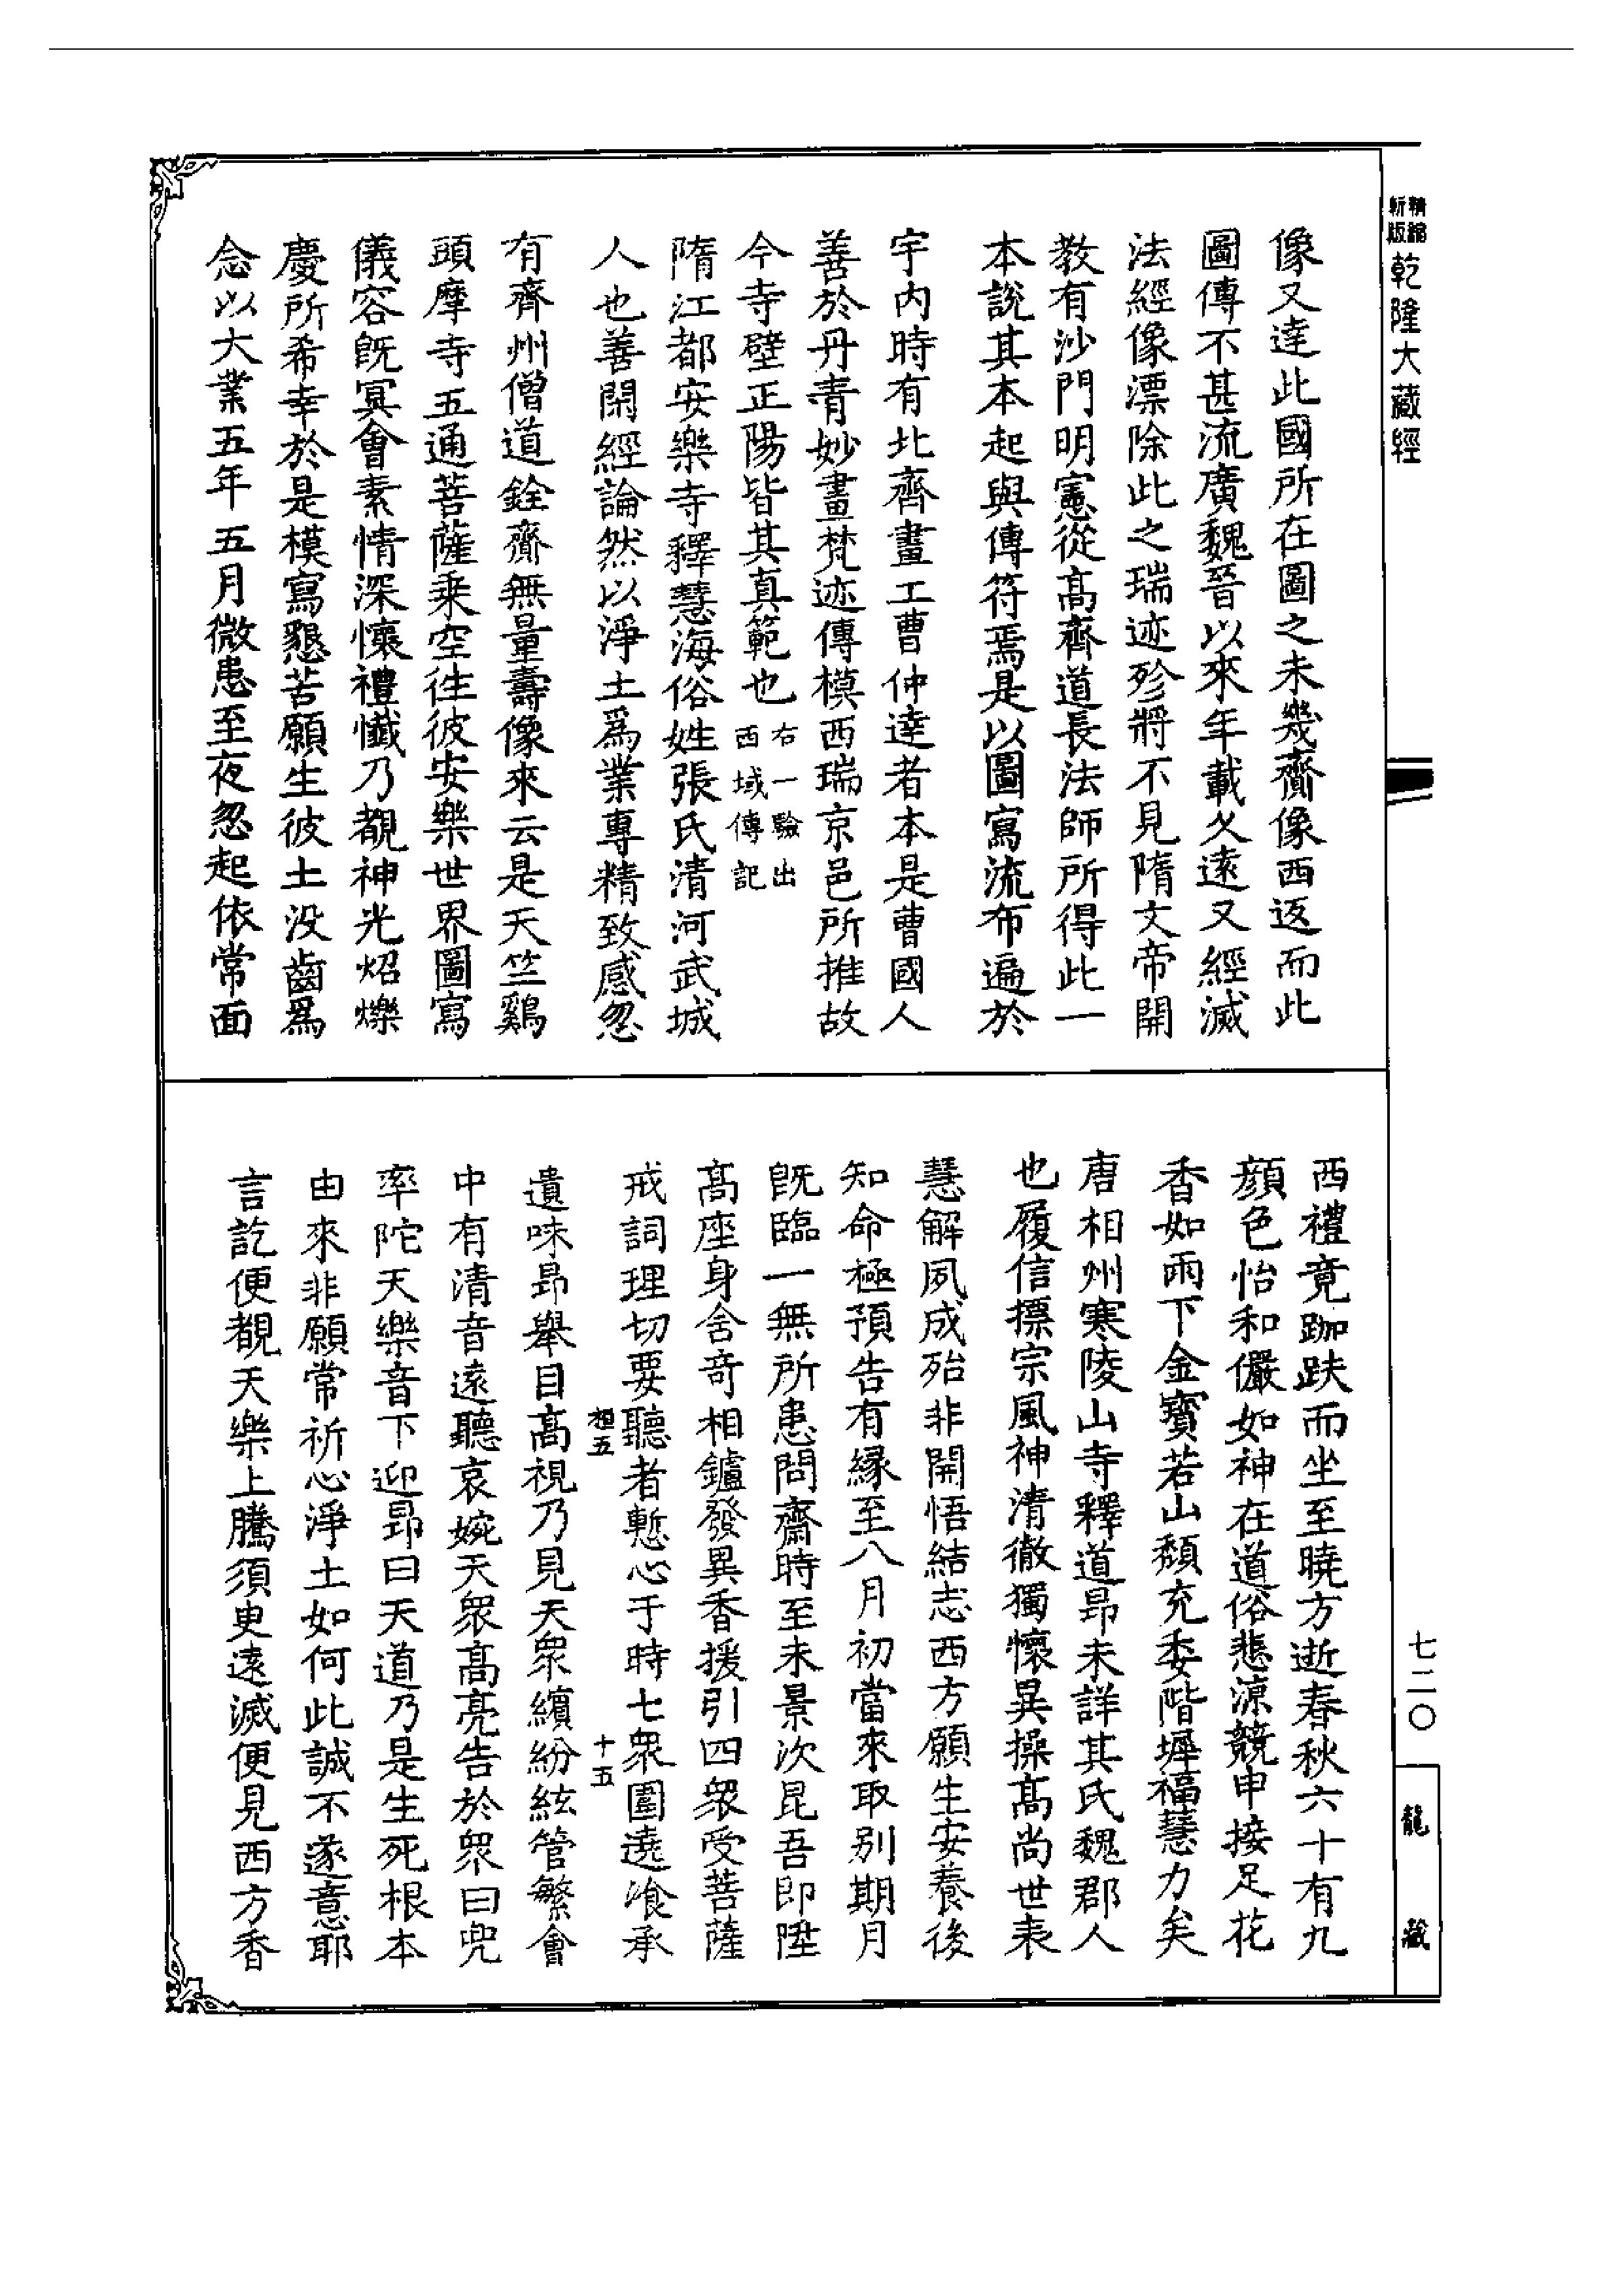 精縮
新版
乾隆大藏經
像又達此國所在圖之未幾齎像西返而此
圖傳不甚流廣魏晉以來年載久遠又經滅
法經像漂除此之瑞迹殄將不見隋文帝開
教有沙門明憲從高齊道長法師所得此一
本說其本起與傳符焉是以圖寫流布遍於
宇内時有北齊畫工曹仲達者本是曹國人
善於丹青妙畫梵迹傳模西瑞京邑所推故
今寺壁正陽皆其真範也
右一驗出
西域傳記
隋江都安樂寺釋慧海俗姓張氏清河武城
人也善閑經論然以淨土爲業專精致感忽
有齊州僧道銓齎無量壽像來云是天竺鷄
頭摩寺五通菩薩乘空往彼安樂世界圖寫
儀容旣冥會素情深懷禮懺乃覩神光炤爍
慶所希幸於是模寫懇苦願生彼土没齒爲
念以大業五年五月微患至夜忽起依常面
西禮竟跏趺而坐至曉方逝春秋六十有九
顏色怡和儼如神在道俗悲涼競申接足花
香如雨下金寶若山頽充委階墀福慧力矣
唐相州寒陵山寺釋道昂未詳其氏魏郡人
也履信摽宗風神清徹獨懷異操高尚世表
慧解夙成殆非開悟結志西方願生安養後
知命極預告有縁至八月初當來取別期月
旣臨一無所患問齋時至未景次昆吾即陞
高座身含奇相鑪發異香援引四衆受菩薩
戒詞理切要聽者慙心于時七衆圍遶飡承
桓五
十五
遺味昂舉目高視乃見天衆繽紛絃管繁會
中有清音遠聽哀婉天衆高亮告於衆曰兜
率陀天樂音下迎昂曰天道乃是生死根本
由來非願常祈心淨土如何此誠不遂意耶
言訖便覩天樂上騰須臾遠滅便見西方香
七二〇
龍藏